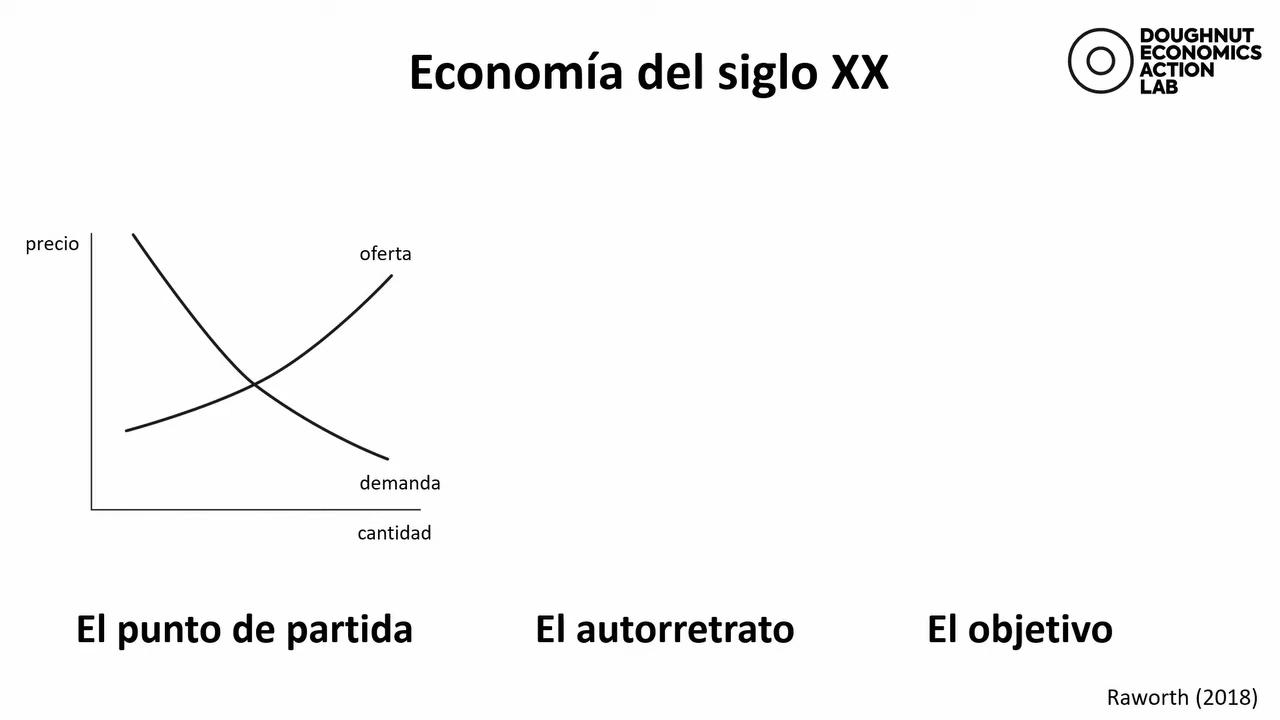 Economía del siglo XX
DOUGHNUT
ECONOMICS
ACTION
LAB
precio
oferta
demanda
cantidad
El punto de partida
El autorretrato
El objetivo
Raworth (2018)